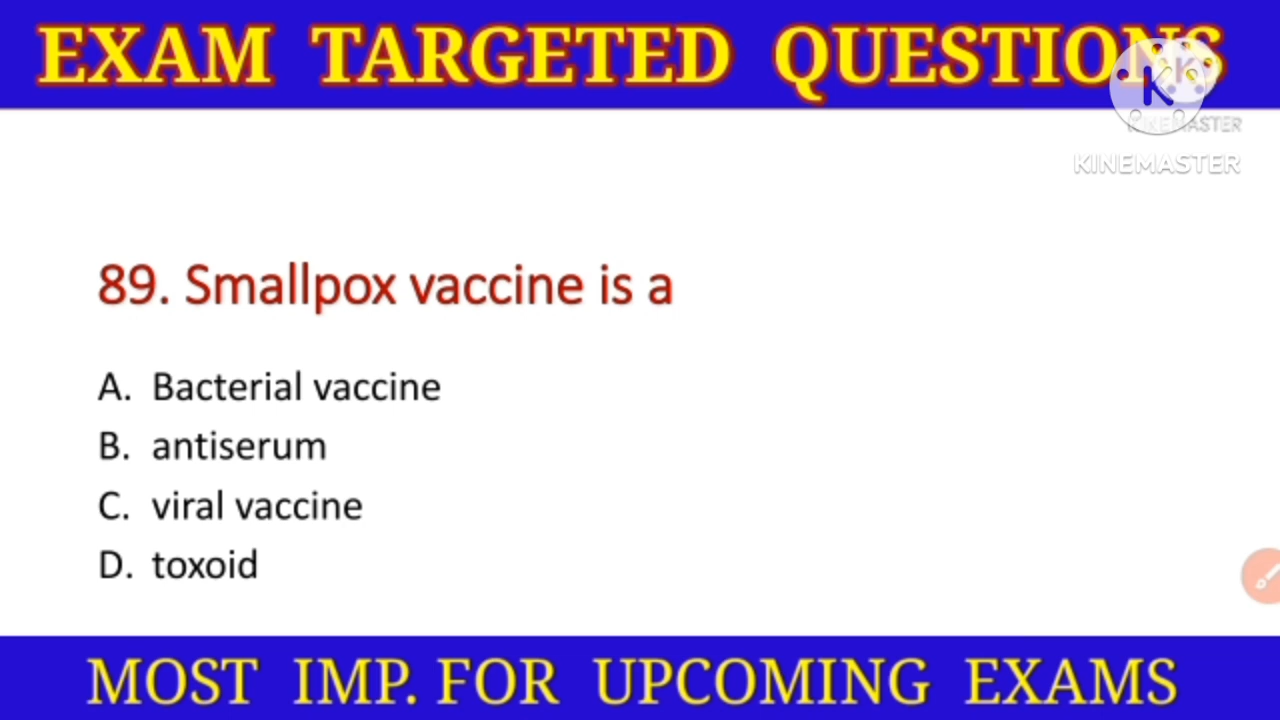 EXAM TARGETED QUESTIONS
KINEMASTER
KINEMASTER
89. Smallpox vaccine is a
A. Bacterial vaccine
B. antiserum
C. viral vaccine
D. toxoid
MOST IMP. FOR UPCOMING EXAMS